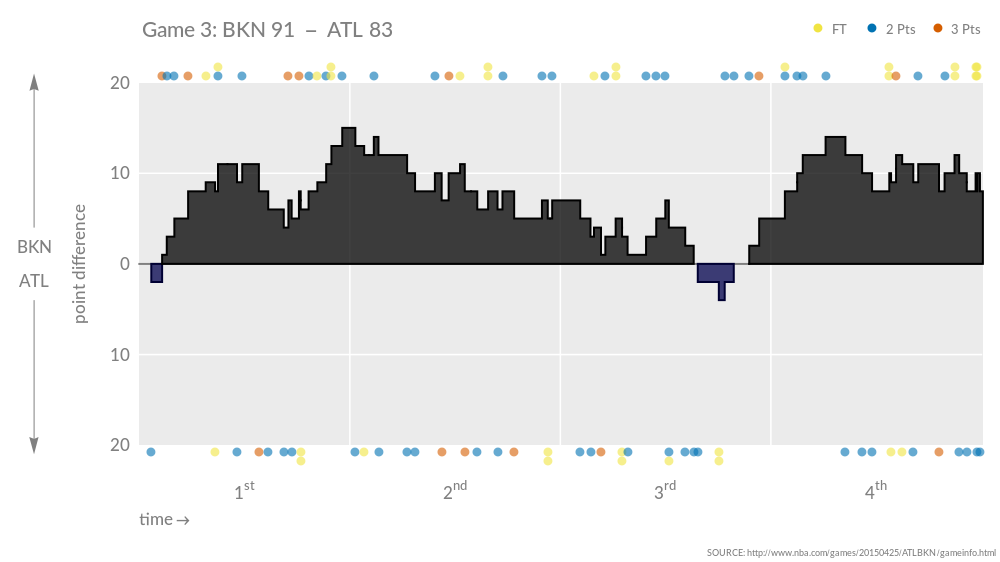 Game 3: BKN 91 – ATL 83
FT
2 Pts
3 Pts
20
10
0
10
20
BKN
ATL
point difference
1st
2nd
3rd
4th
time→
SOURCE: http://www.nba.com/games/20150425/ATLBKN/gameinfo.html